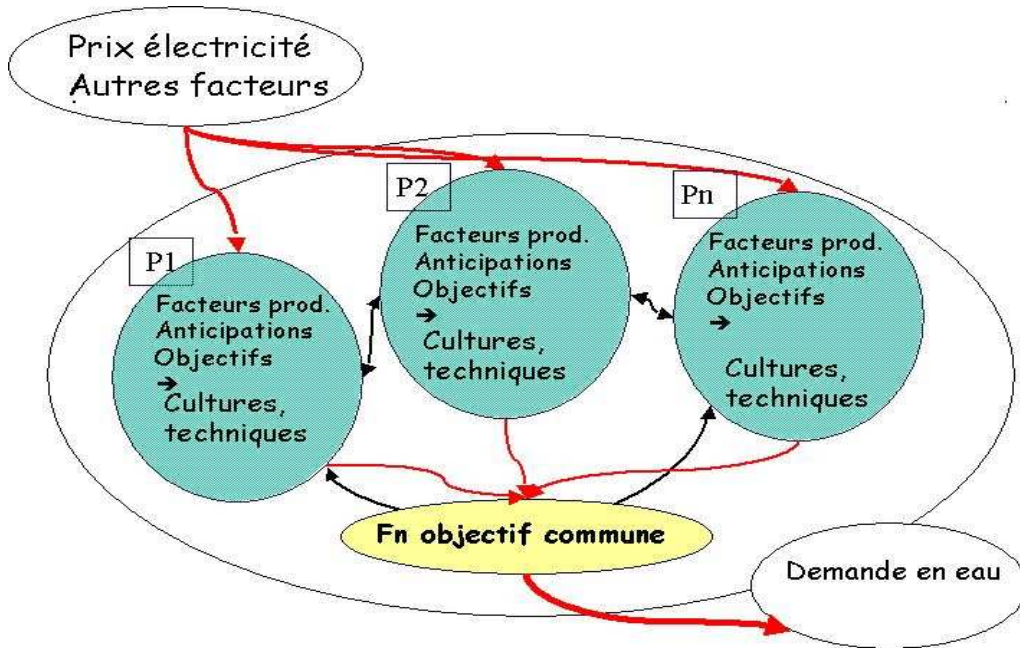 Prix électricité
Autres facteurs
P1
Facteurs prod.
Anticipations
Objectifs
➔
Cultures,
techniques
P2
Facteurs prod.
Anticipations
Objectifs
➔
Cultures,
techniques
Pn
Facteurs prod.
Anticipations
Objectifs
➔
Cultures,
techniques
Fn objectif commune
Demande en eau